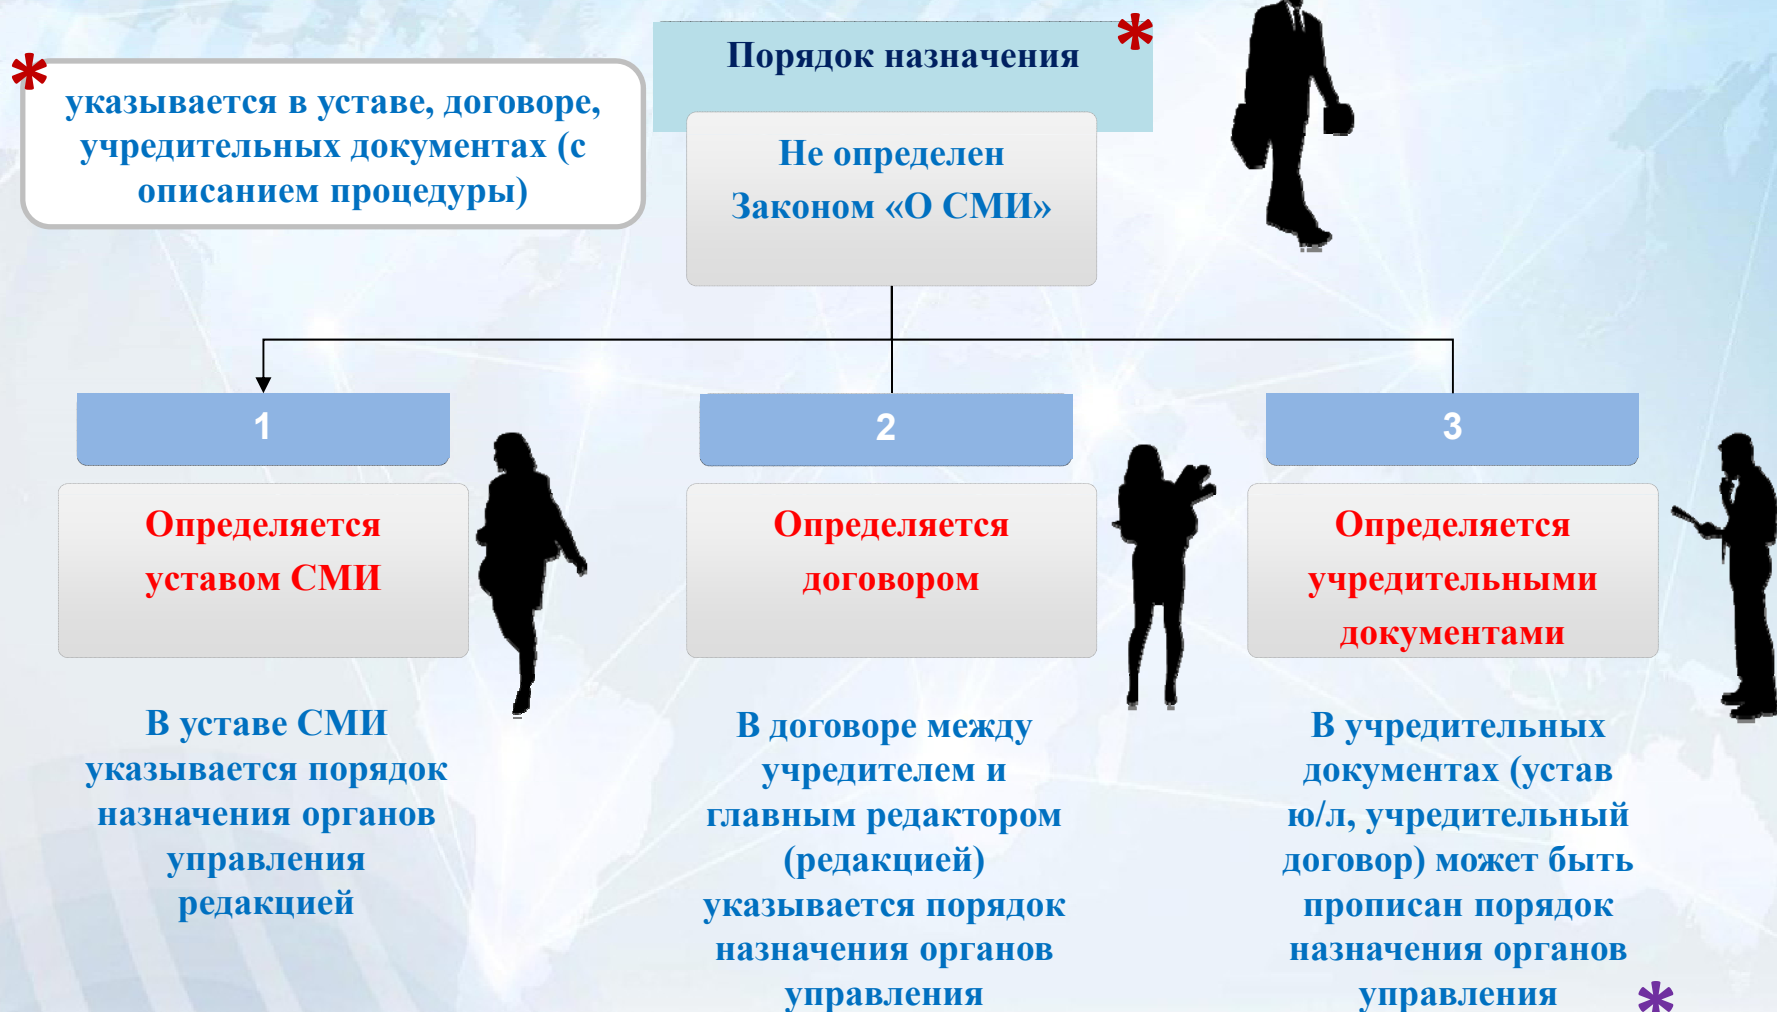 *
указывается в уставе, договоре,
учредительных документах (с
описанием процедуры)
Порядок назначения
*
Не определен
Законом «О СМИ»
1
Определяется
уставом СМИ
В уставе СМИ
указывается порядок
назначения органов
управления
редакцией
2
Определяется
договором
В договоре между
учредителем и
главным редактором
(редакцией)
указывается порядок
назначения органов
управления
3
Определяется
учредительными
документами
В учредительных
документах (устав
ю/л, учредительный
договор) может быть
прописан порядок
назначения органов
управления
*